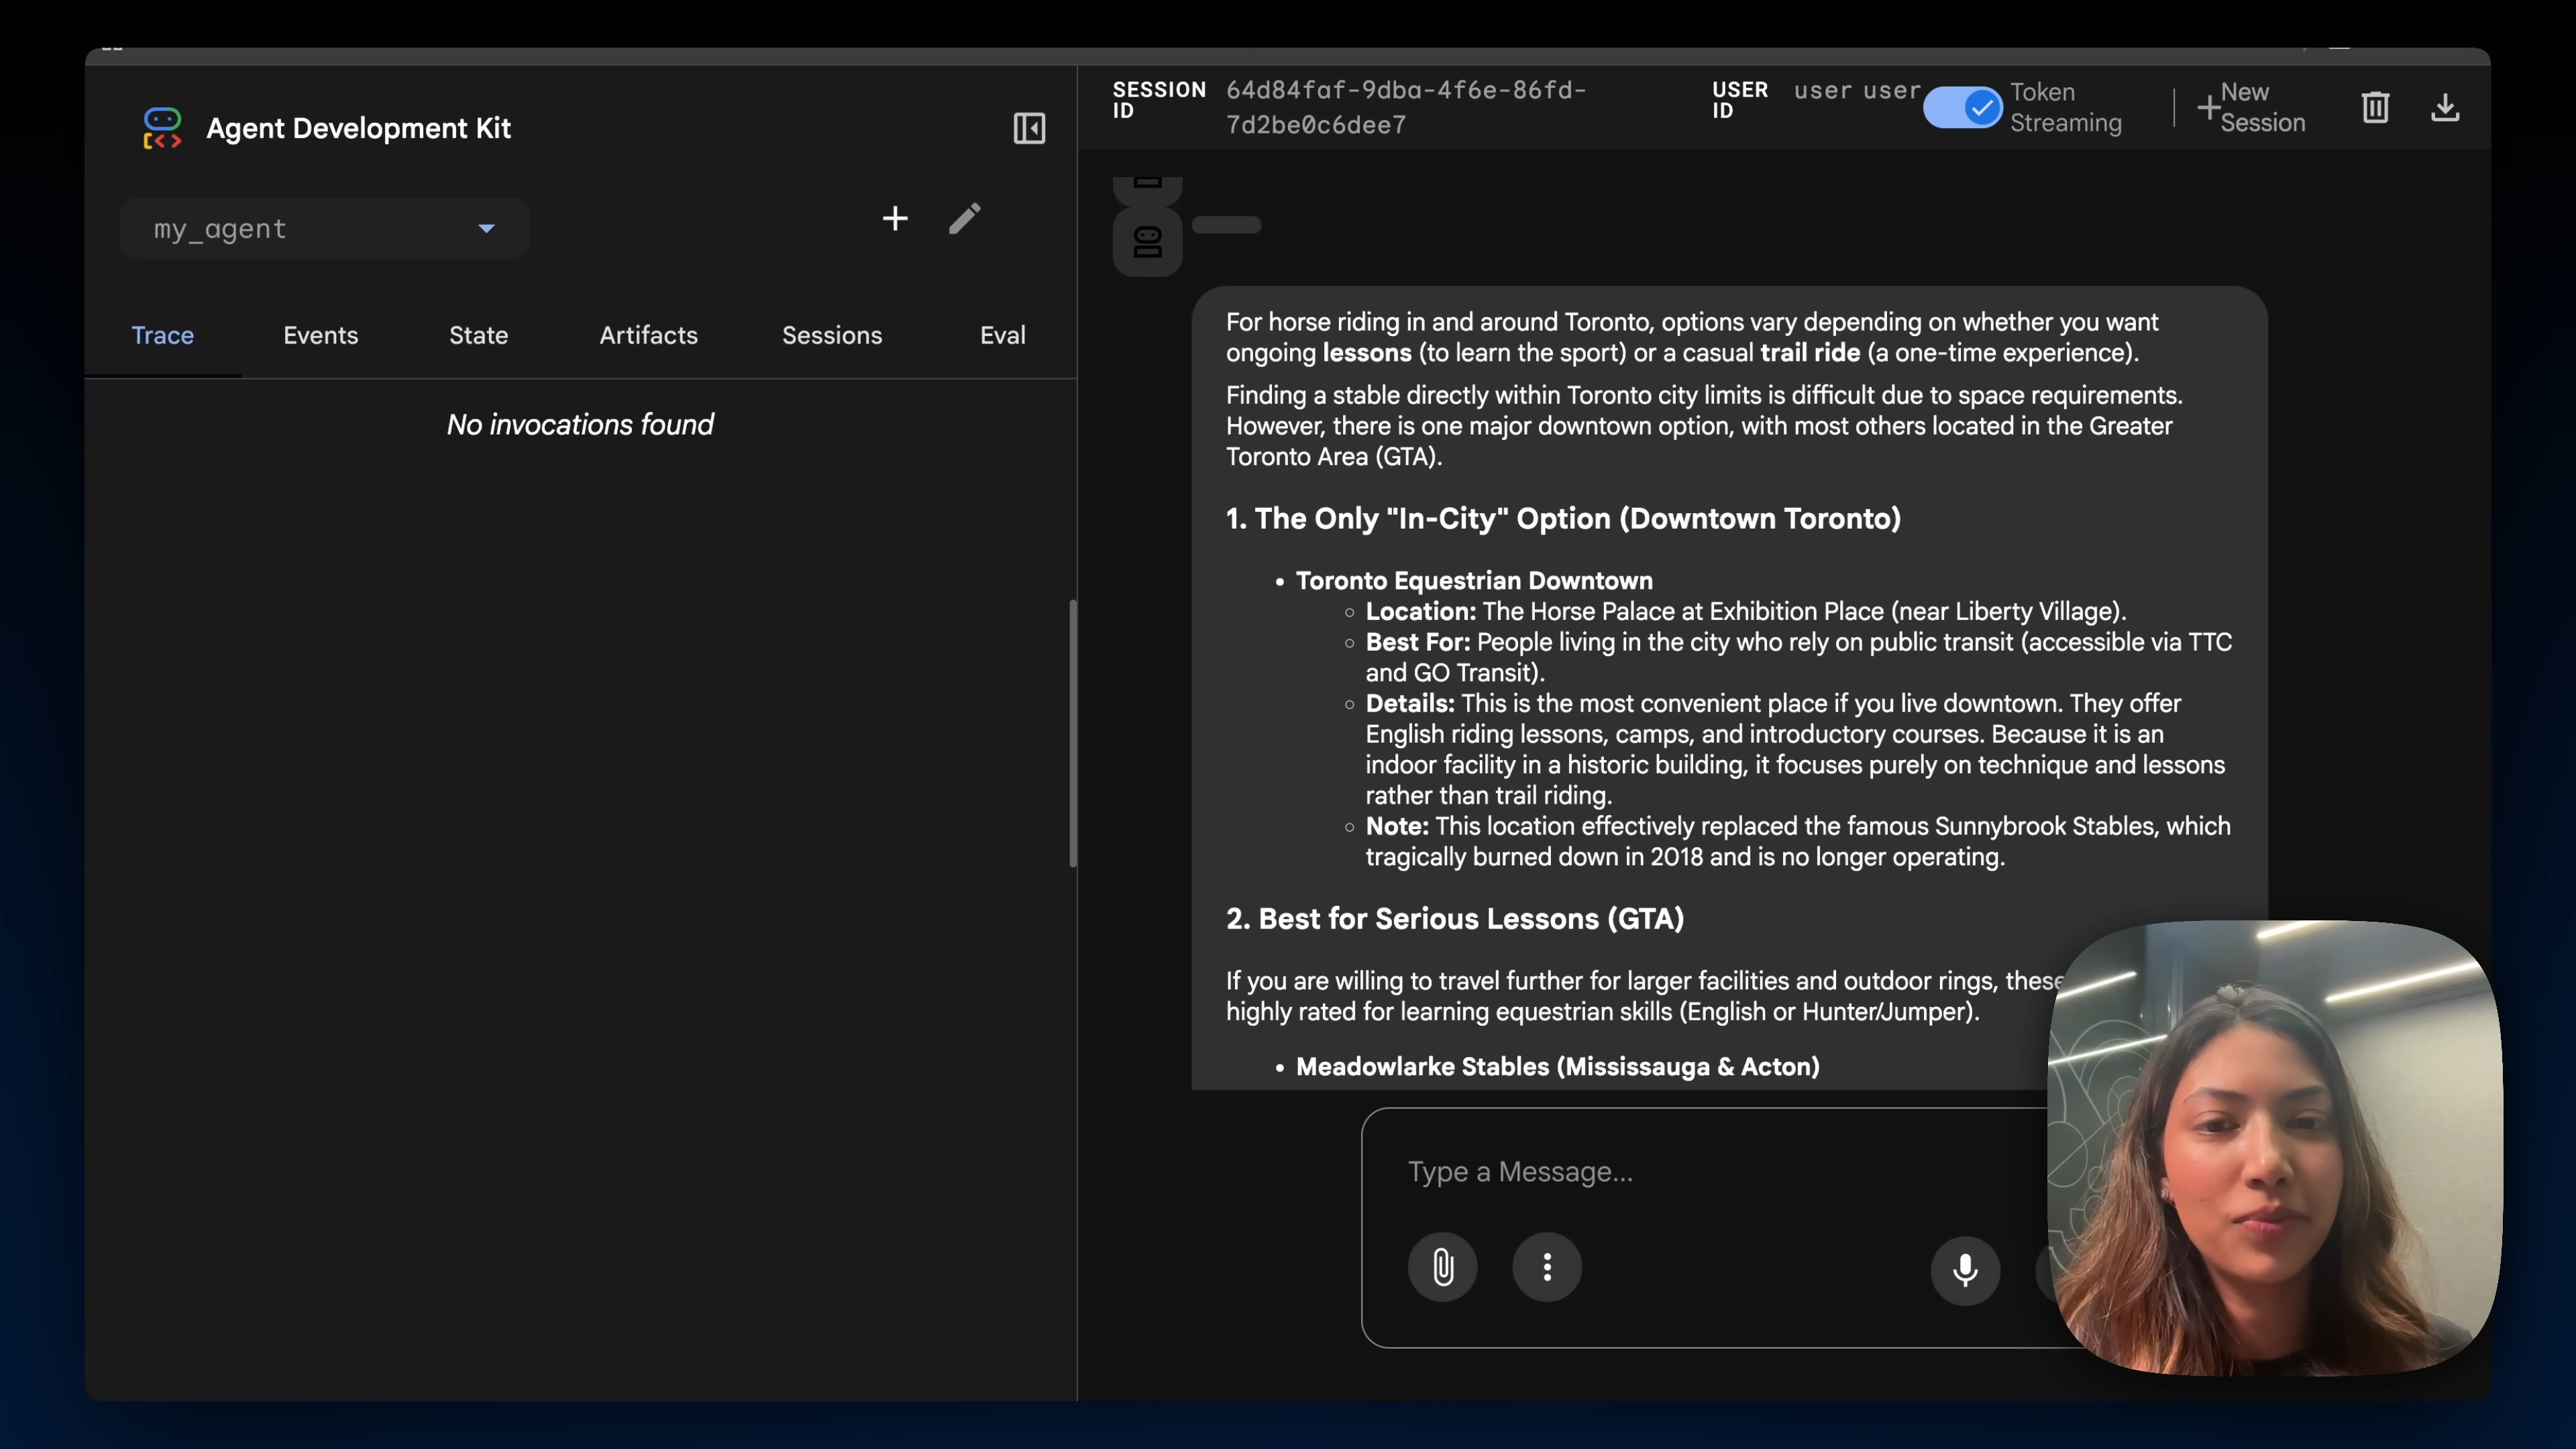 Agent Development Kit
my_agent
Trace
Events
State
Artifacts
Sessions
Eval
No invocations found
SESSION
ID
64d84faf-9dba-4f6e-86fd-
7d2be0c6dee7
USER
ID
user user
Token
Streaming
New
Session
For horse riding in and around Toronto, options vary depending on whether you want
ongoing lessons (to learn the sport) or a casual trail ride (a one-time experience).
Finding a stable directly within Toronto city limits is difficult due to space requirements.
However, there is one major downtown option, with most others located in the Greater
Toronto Area (GTA).
1. The Only "In-City" Option (Downtown Toronto)
• Toronto Equestrian Downtown
◦ Location: The Horse Palace at Exhibition Place (near Liberty Village).
◦ Best For: People living in the city who rely on public transit (accessible via TTC
and GO Transit).
◦ Details: This is the most convenient place if you live downtown. They offer
English riding lessons, camps, and introductory courses. Because it is an
indoor facility in a historic building, it focuses purely on technique and lessons
rather than trail riding.
◦ Note: This location effectively replaced the famous Sunnybrook Stables, which
tragically burned down in 2018 and is no longer operating.
2. Best for Serious Lessons (GTA)
If you are willing to travel further for larger facilities and outdoor rings, these
highly rated for learning equestrian skills (English or Hunter/Jumper).
• Meadowlarke Stables (Mississauga & Acton)
Type a Message...